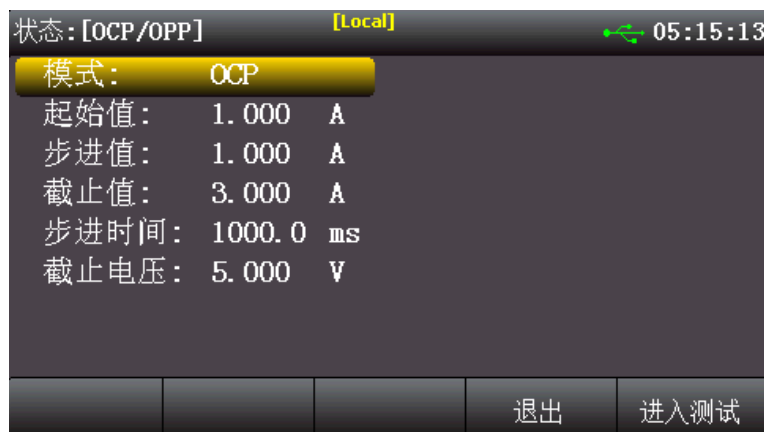 状态:[OCP/OPP] [Local] 05:15:13
模式: OCP
起始值: 1.000 A
步进值: 1.000 A
截止值: 3.000 A
步进时间: 1000.0 ms
截止电压: 5.000 V
退出 进入测试